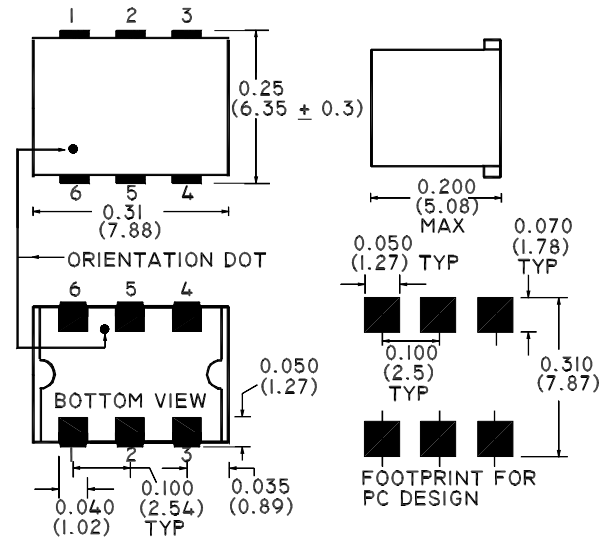 1 2 3
0.25
(6.35 ± 0.3)
6 5 4
0.31
(7.88)
0.200
(5.08)
MAX
ORIENTATION DOT
0.050
(1.27) TYP
0.070
(1.78)
TYP
6 5 4
0.100
(2.5)
TYP
0.310
(7.87)
BOTTOM VIEW
0.050
(1.27)
1 2 3
0.040
(1.02)
0.100
(2.54)
TYP
0.035
(0.89)
FOOTPRINT FOR
PC DESIGN